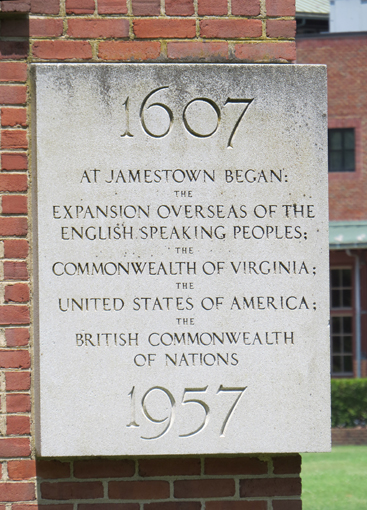 1607
AT JAMESTOWN BEGAN:
THE
EXPANSION OVERSEAS OF THE
ENGLISH SPEAKING PEOPLES;
THE
COMMONWEALTH OF VIRGINIA;
THE
UNITED STATES OF AMERICA;
THE
BRITISH COMMONWEALTH
OF NATIONS
1957